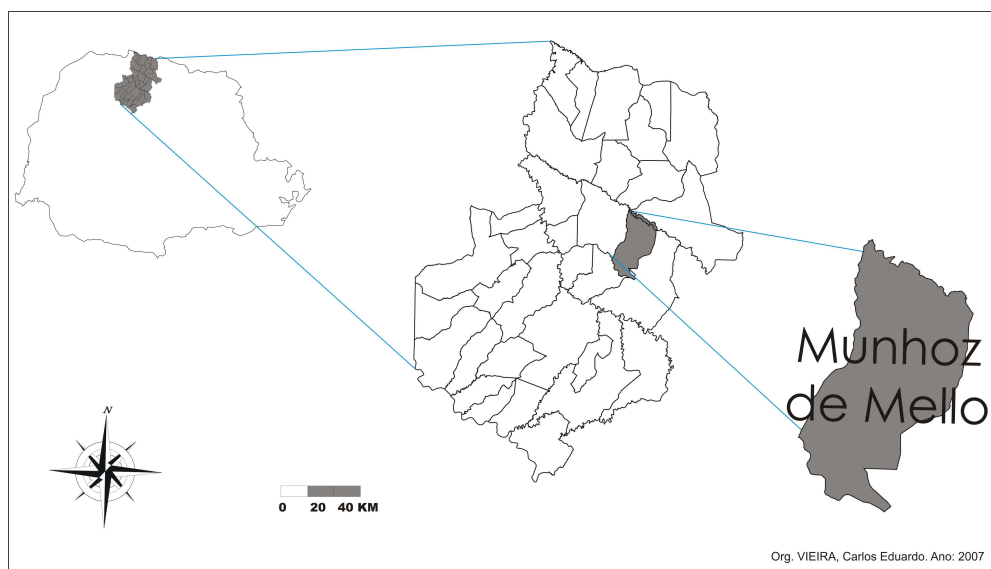 Munhoz
de Mello
N
0 20 40 KM
Org. VIEIRA, Carlos Eduardo. Ano: 2007